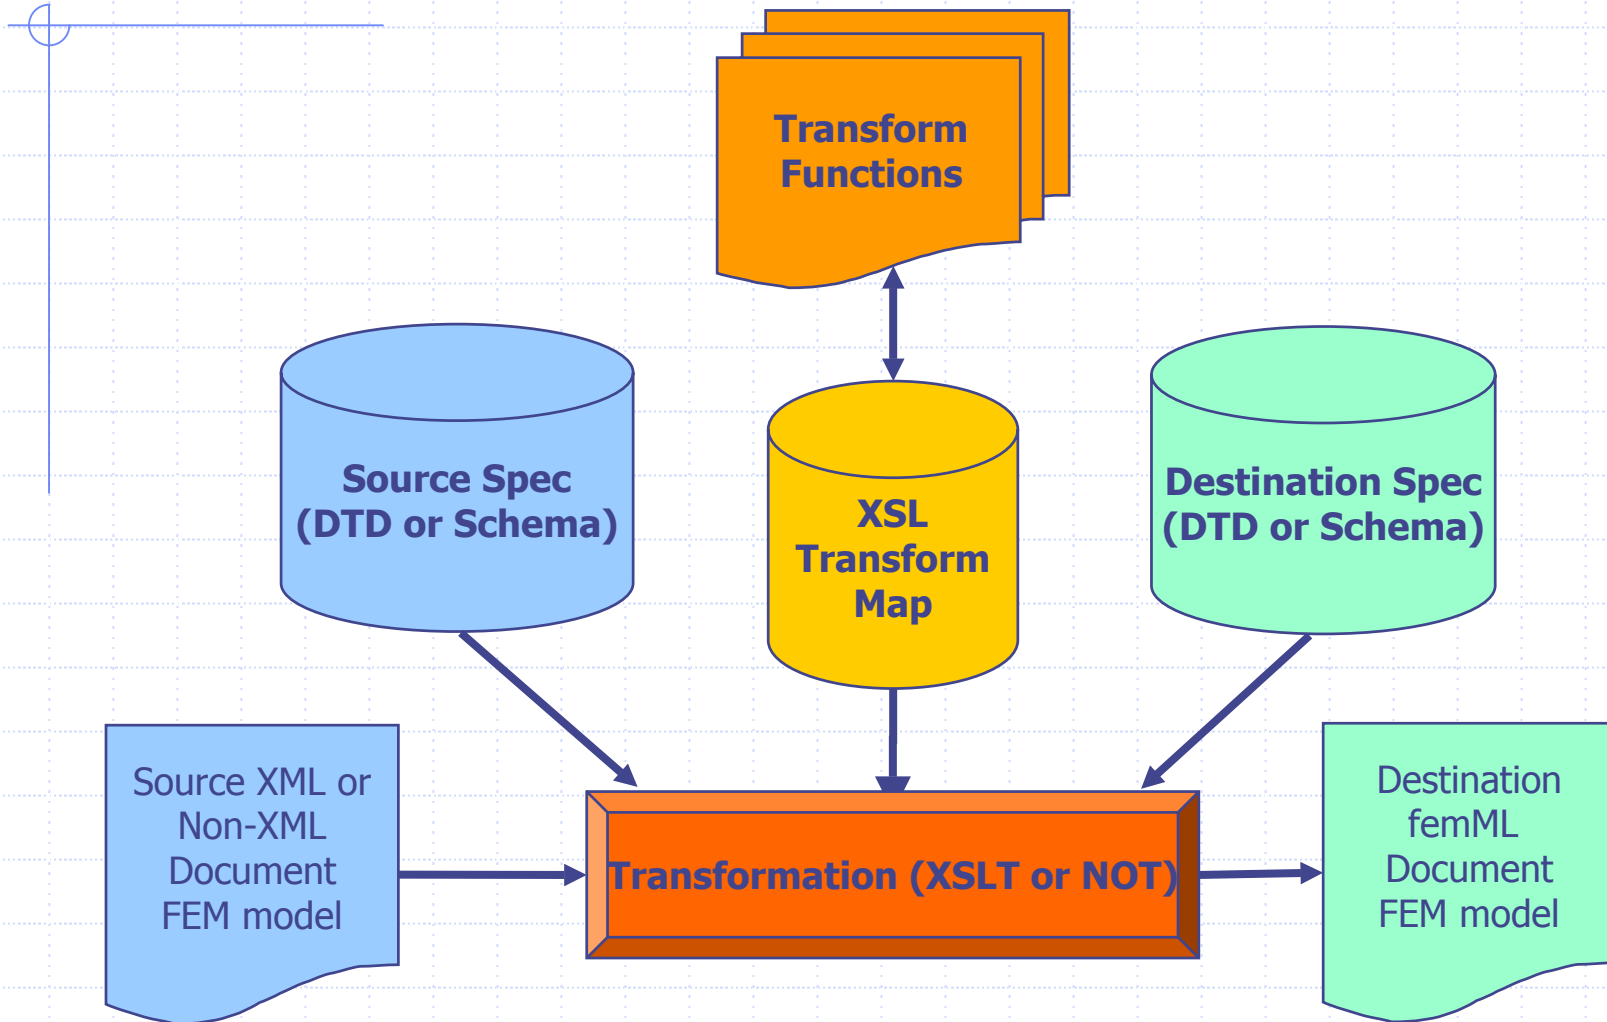 Transform
Functions
Source Spec
(DTD or Schema)
XSL
Transform
Map
Destination Spec
(DTD or Schema)
Source XML or
Non-XML
Document
FEM model
Transformation (XSLT or NOT)
Destination
femML
Document
FEM model